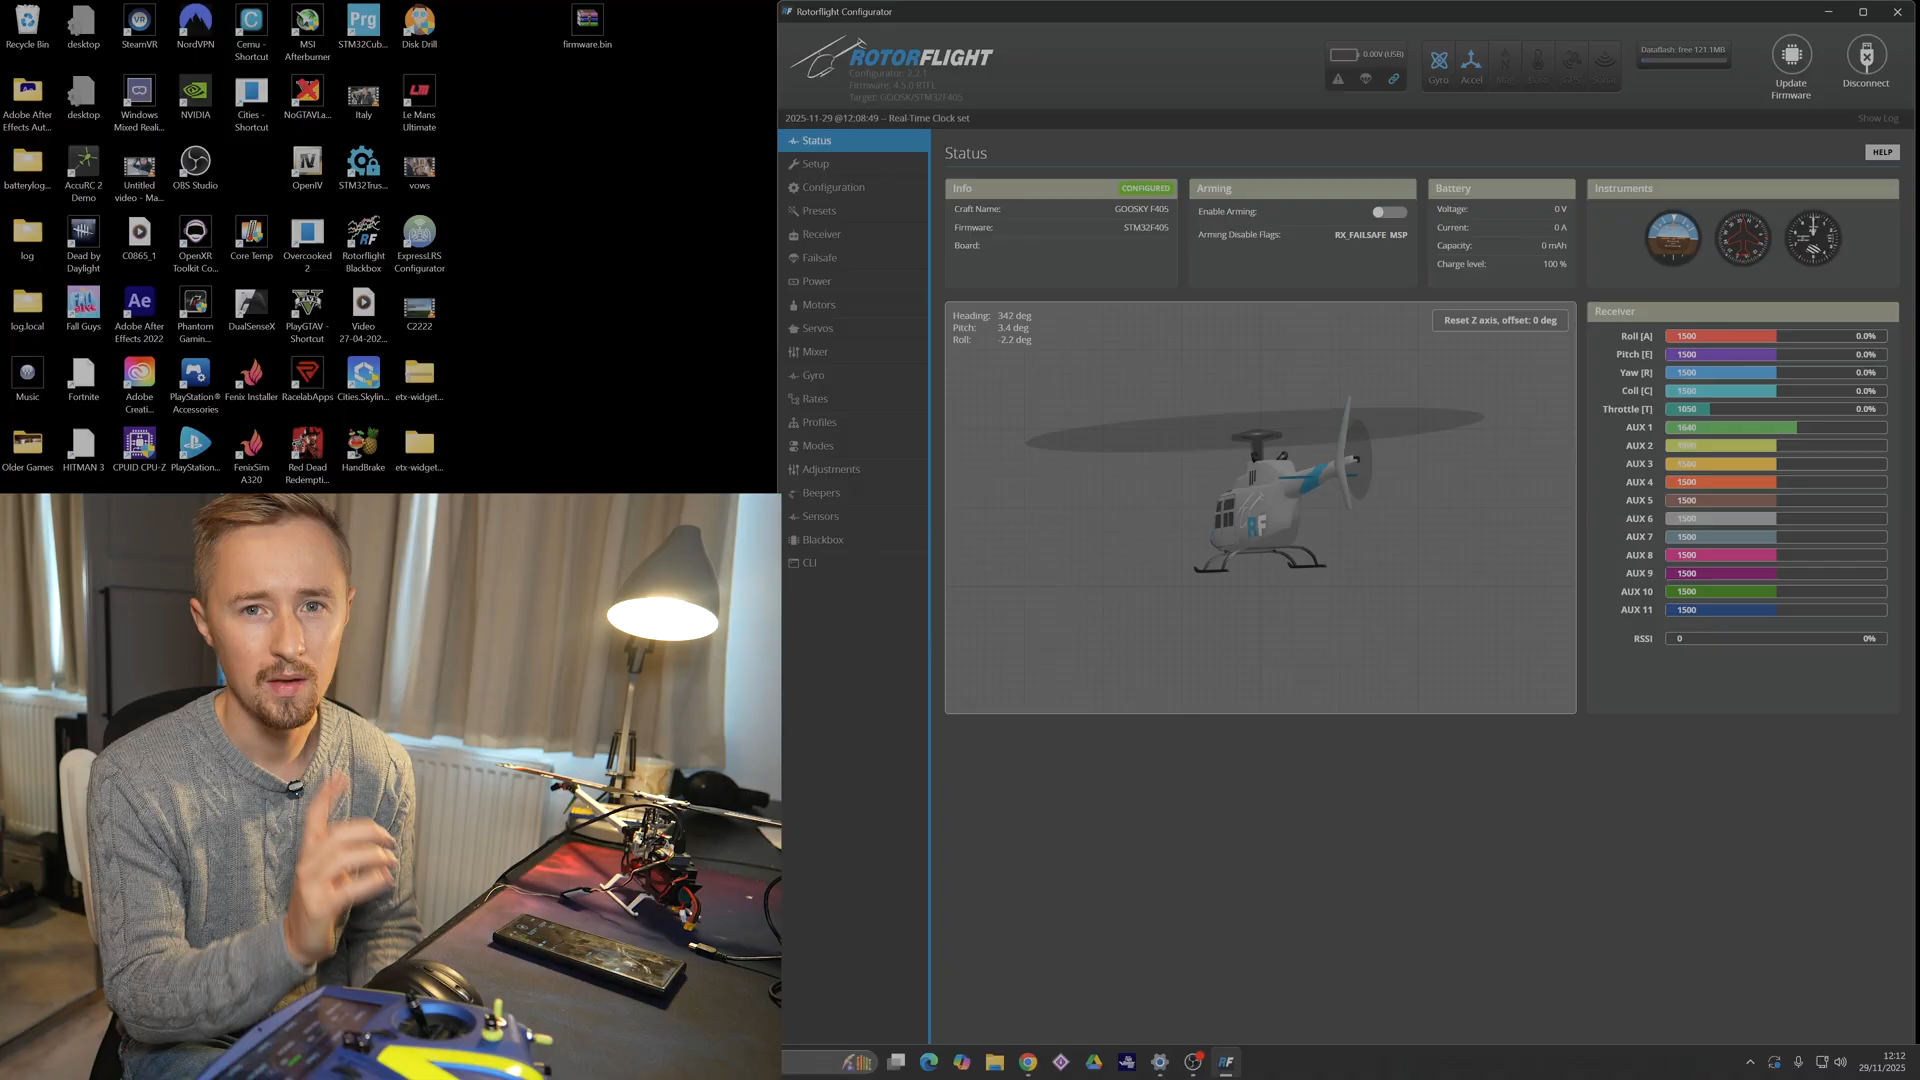 Recycle Bin
desktop
SteamVR
NordVPN
Cemu -
Shortcut
MSI
Afterburner
STM32Cub...
Disk Drill
firmware.bin
Adobe After
Effects Aut...
desktop
Windows
Mixed Reali...
NVIDIA
Cities -
Shortcut
NoGTAVLa...
Italy
Le Mans
Ultimate
batterylog...
AccuRC 2
Demo
Untitled
video - Ma...
OBS Studio
OpenIV
STM32Trus...
vows
log
Dead by
Daylight
C0865_1
OpenXR
Toolkit Co...
Core Temp
Overcooked
2
Rotorflight
Blackbox
ExpressLRS
Configurator
log.local
Fall Guys
Adobe After
Effects 2022
Phantom
Gamin...
DualSenseX
PlayGTAV -
Shortcut
Video
27-04-202...
C2222
Music
Fortnite
Adobe
Creati...
PlayStation®
Accessories
Fenix Installer
RacelabApps
Cities.Skylin...
etx-widget...
Older Games
HITMAN 3
CPUID CPU-Z
PlayStation...
FenixSim
A320
Red Dead
Redempti...
HandBrake
etx-widget...
Rotorflight Configurator
ROTORFLIGHT
Configurator: 2.2.1
Firmware: 4.5.0 RTFL
Target: GOOSK/STM32F405
0.00V (USB)
Gyro
Accel
Dataflash: free 121.1MB
Update
Firmware
Disconnect
2025-11-29 @12:08:49 -- Real-Time Clock set
Show Log
Status
Setup
Configuration
Presets
Receiver
Failsafe
Power
Motors
Servos
Mixer
Gyro
Rates
Profiles
Modes
Adjustments
Beepers
Sensors
Blackbox
CLI
Status
HELP
Info
CONFIGURED
Craft Name: GOOSKY F405
Firmware: STM32F405
Board:
Arming
Enable Arming:
Arming Disable Flags: RX_FAILSAFE MSP
Battery
Voltage: 0 V
Current: 0 A
Capacity: 0 mAh
Charge level: 100 %
Instruments
Heading: 342 deg
Pitch: 3.4 deg
Roll: -2.2 deg
Reset Z axis, offset: 0 deg
RF
Receiver
Roll [A] 1500 0.0%
Pitch [E] 1500 0.0%
Yaw [R] 1500 0.0%
Coll [C] 1500 0.0%
Throttle [T] 1050 0.0%
AUX 1 1640
AUX 2
AUX 3 1500
AUX 4 1500
AUX 5 1500
AUX 6 1500
AUX 7 1500
AUX 8 1500
AUX 9 1500
AUX 10 1500
AUX 11 1500
RSSI 0 0%
12:12
29/11/2025